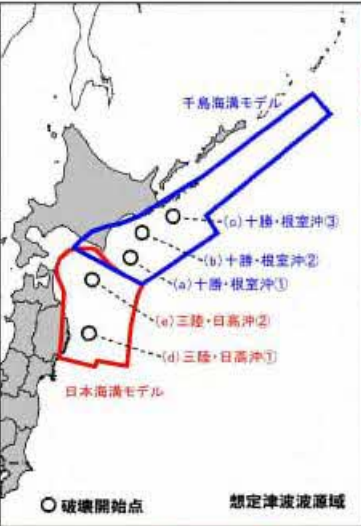 千島海溝モデル
(c)十勝・根室沖③
(b)十勝・根室沖②
(a)十勝・根室沖①
(e)三陸・日高沖②
(d)三陸・日高沖①
日本海溝モデル
○破壊開始点
想定津波波源域